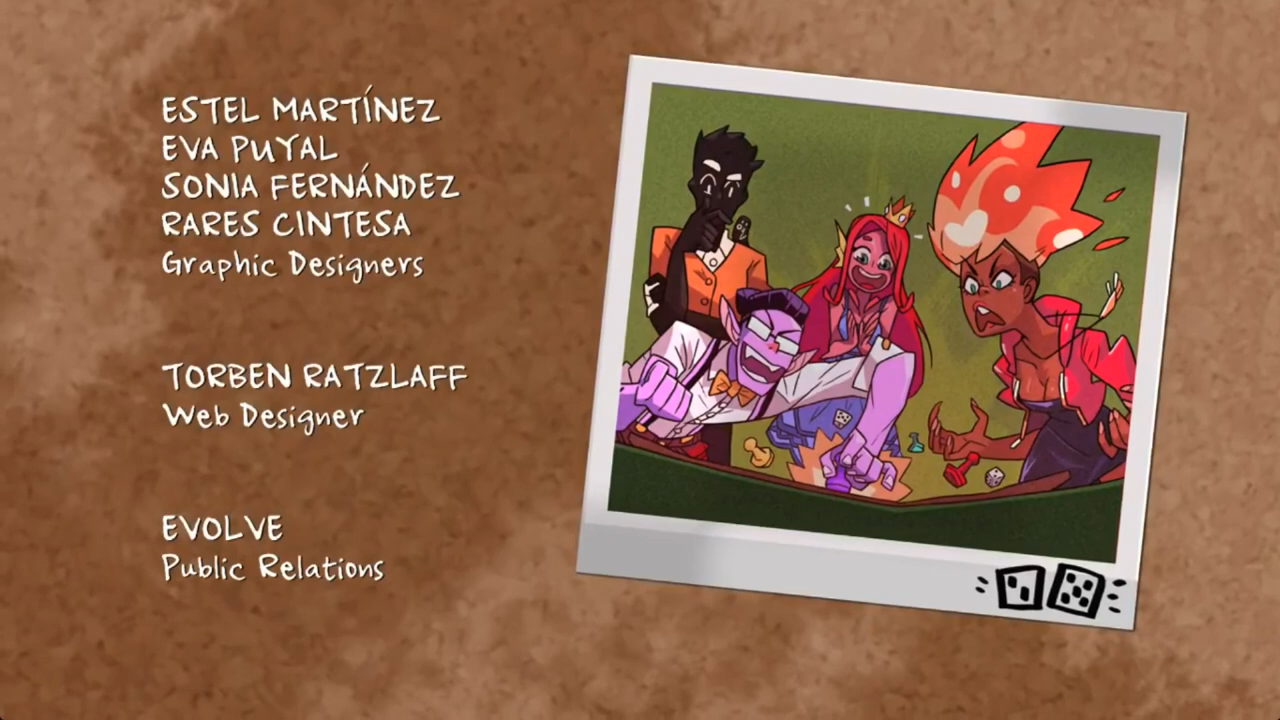 ESTEL MARTÍNEZ
EVA PUYAL
SONIA FERNÁNDEZ
RARES CINTESA
Graphic Designers
TORBEN RATZLAFF
Web Designer
EVOLVE
Public Relations